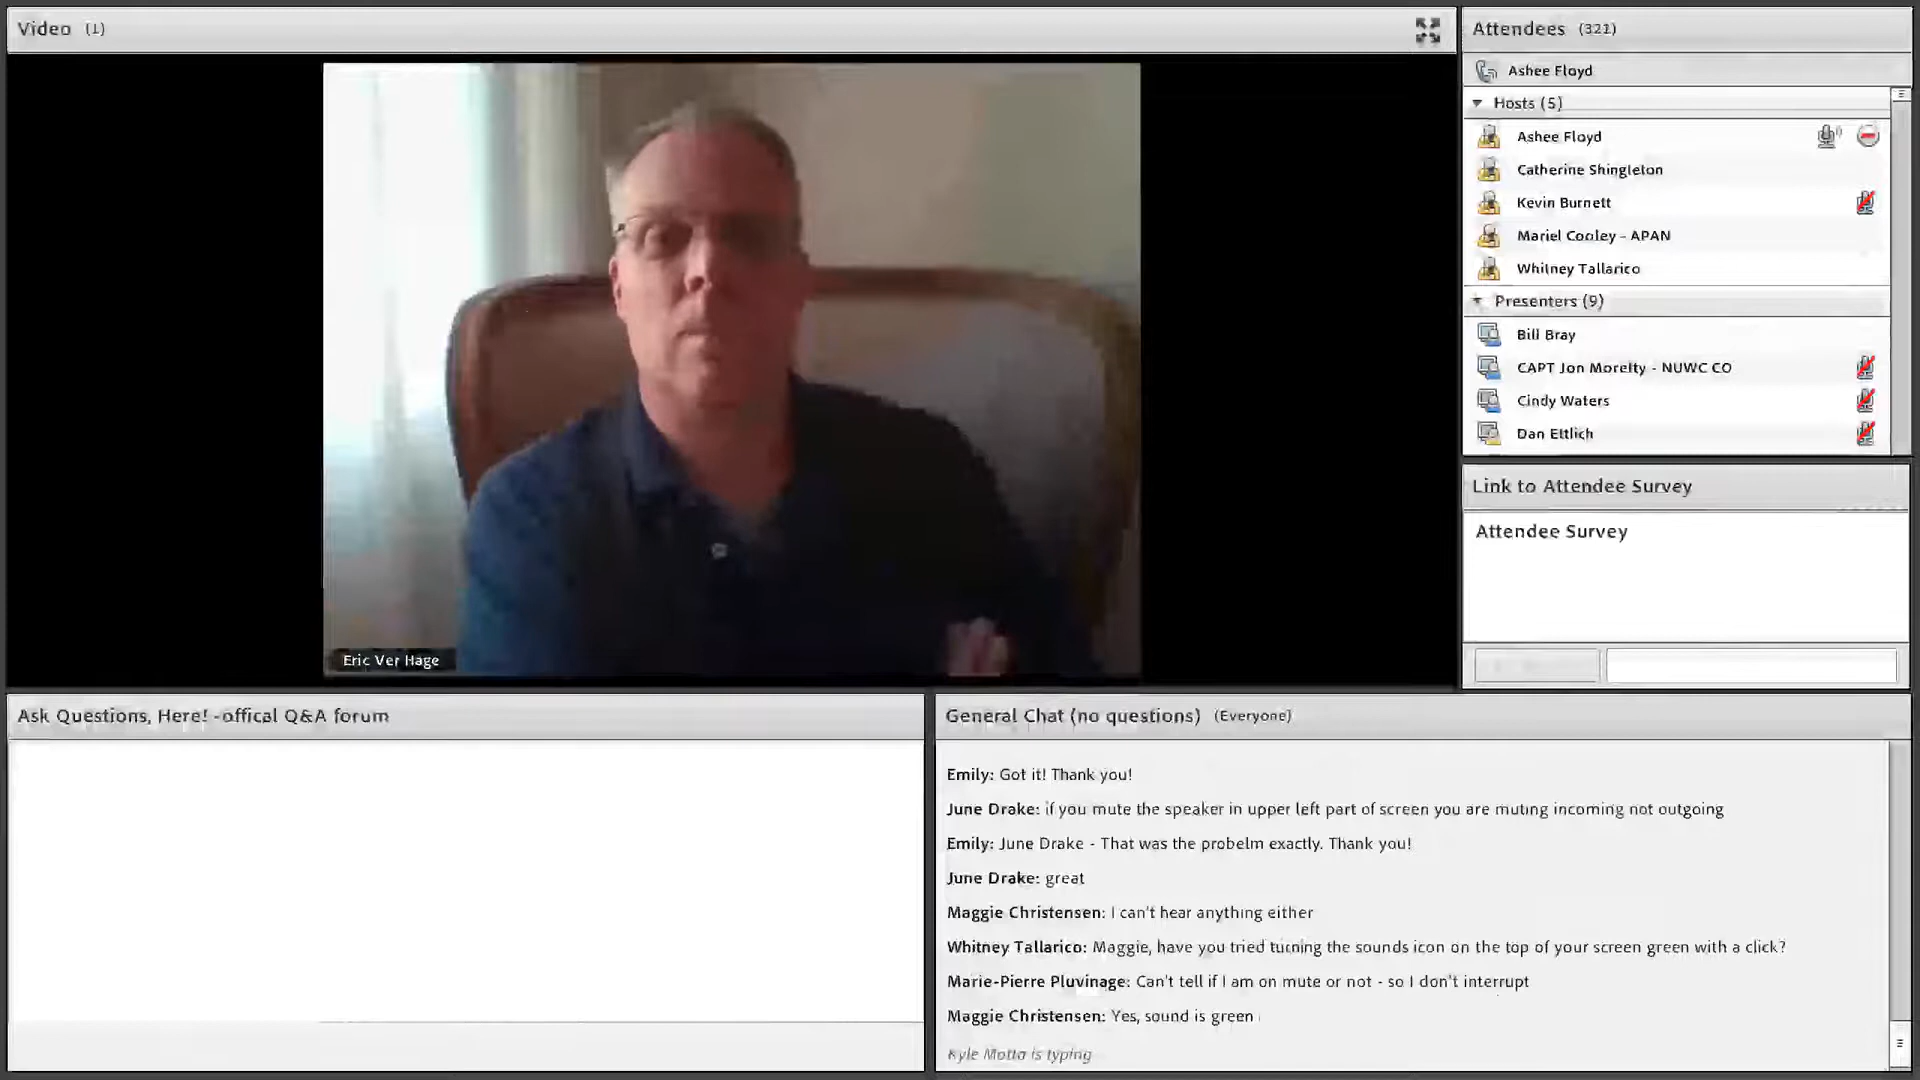 Video (1)
Eric Ver Hage
Attendees (321)
Ashee Floyd
Hosts (5)
Ashee Floyd
Catherine Shingleton
Kevin Burnett
Mariel Cooley - APAN
Whitney Tallarico
Presenters (9)
Bill Bray
CAPT Jon Morelty - NUWC CO
Cindy Waters
Dan Ettlich
Link to Attendee Survey
Attendee Survey
Ask Questions, Here! -offical Q&A forum
General Chat (no questions) (Everyone)
Emily: Got it! Thank you!
June Drake: if you mute the speaker in upper left part of screen you are muting incoming not outgoing
Emily: June Drake - That was the probelm exactly. Thank you!
June Drake: great
Maggie Christensen: I can't hear anything either
Whitney Tallarico: Maggie, have you tried turning the sounds icon on the top of your screen green with a click?
Marie-Pierre Pluvinage: Can't tell if I am on mute or not - so I don't interrupt
Maggie Christensen: Yes, sound is green
Kyle Motta is typing